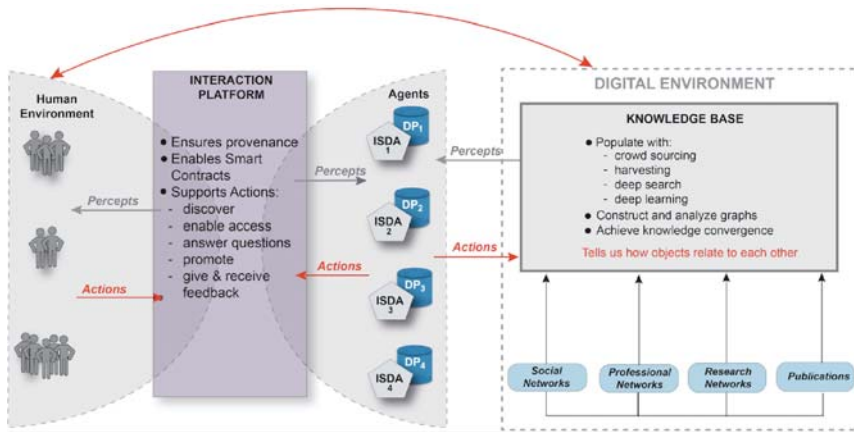 Human
Environment
Percepts
Actions
INTERACTION
PLATFORM
● Ensures provenance
● Enables Smart
Contracts
● Supports Actions:
- discover
- enable access
- answer questions
- promote
- give & receive
feedback
Percepts
Actions
Agents
DP1
ISDA
1
DP2
ISDA
2
DP3
ISDA
3
DP4
ISDA
4
Percepts
Actions
DIGITAL ENVIRONMENT
KNOWLEDGE BASE
● Populate with:
- crowd sourcing
- harvesting
- deep search
- deep learning
● Construct and analyze graphs
● Achieve knowledge convergence
Tells us how objects relate to each other
Social
Networks
Professional
Networks
Research
Networks
Publications